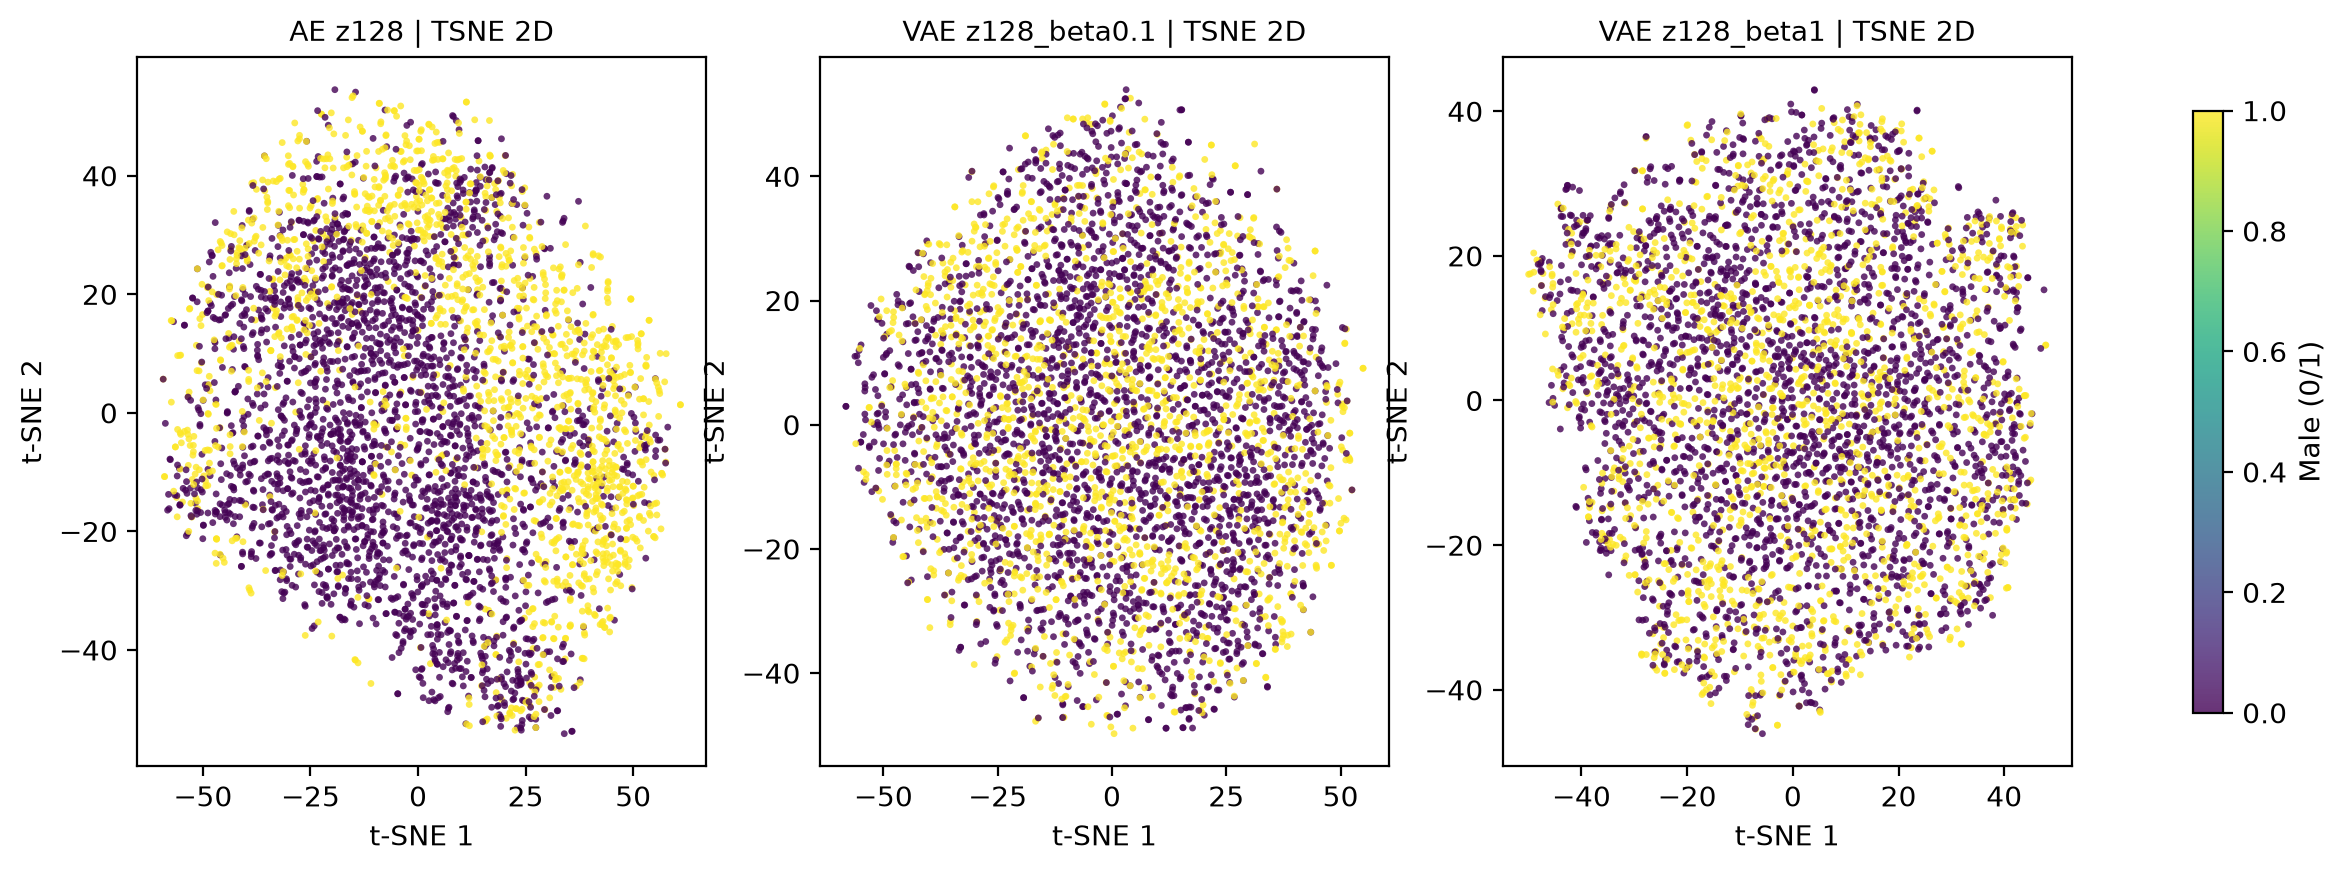 AE z128 | TSNE 2D
t-SNE 2
40
20
0
−20
−40
−50 −25 0 25 50
t-SNE 1
VAE z128_beta0.1 | TSNE 2D
t-SNE 2
40
20
0
−20
−40
−50 −25 0 25 50
t-SNE 1
VAE z128_beta1 | TSNE 2D
t-SNE 2
40
20
0
−20
−40
−40 −20 0 20 40
t-SNE 1
1.0
0.8
0.6
0.4
0.2
0.0
Male (0/1)